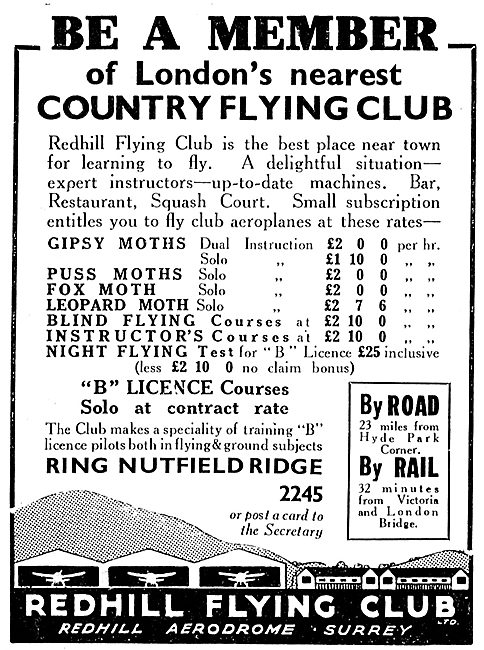 BE A MEMBER
of London's nearest
COUNTRY FLYING CLUB
Redhill Flying Club is the best place near town
for learning to fly. A delightful situation—
expert instructors—up-to-date machines. Bar,
Restaurant, Squash Court. Small subscription
entitles you to fly club aeroplanes at these rates—
GIPSY MOTHS Dual Instruction £2 0 0 per hr.
Solo „ £1 10 0 „ „
PUSS MOTHS Solo „ £2 0 0 „ „
FOX MOTH Solo „ £2 0 0 „ „
LEOPARD MOTH Solo „ £2 7 6 „ „
BLIND FLYING Courses at £2 10 0 „ „
INSTRUCTOR'S Courses at £2 10 0 „ „
NIGHT FLYING Test for "B" Licence £25 inclusive
(less £2 10 0 no claim bonus)
"B" LICENCE Courses
Solo at contract rate
The Club makes a speciality of training "B"
licence pilots both in flying & ground subjects
RING NUTFIELD RIDGE
2245
or post a card to
the Secretary
By ROAD
23 miles from
Hyde Park
Corner.
By RAIL
32 minutes
from Victoria
and London
Bridge.
REDHILL FLYING CLUB LTD.
REDHILL AERODROME · SURREY